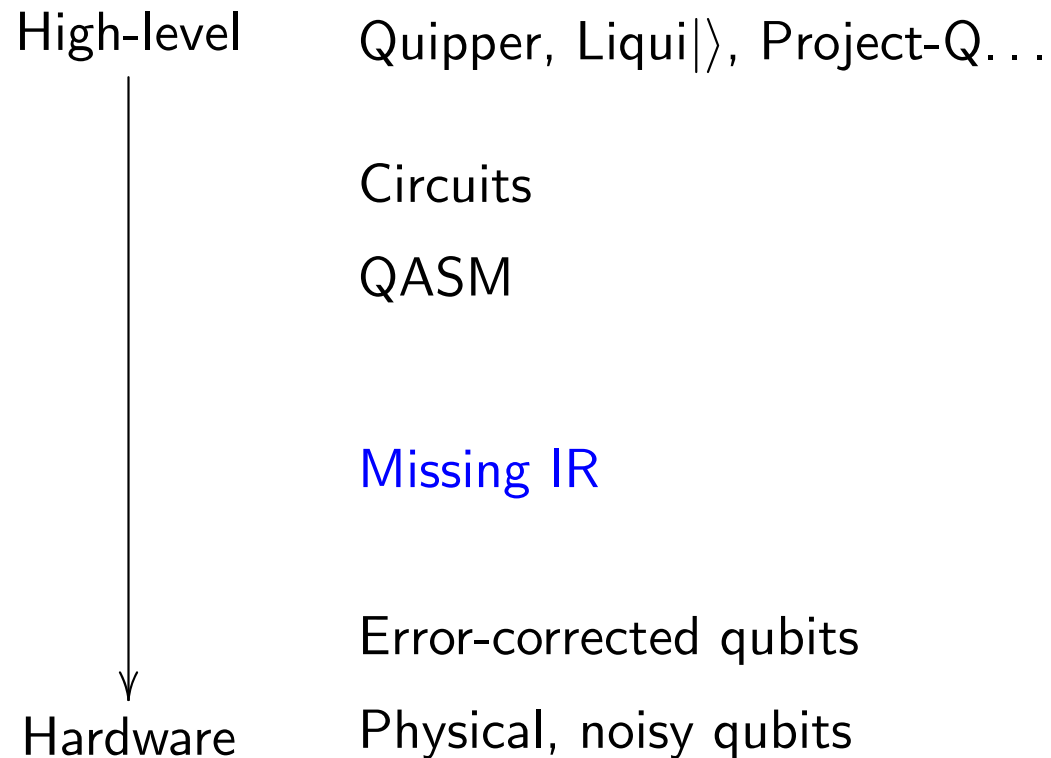 High-level Quipper, Liqui|⟩, Project-Q. . .
Circuits
QASM
Missing IR
Error-corrected qubits
Hardware Physical, noisy qubits